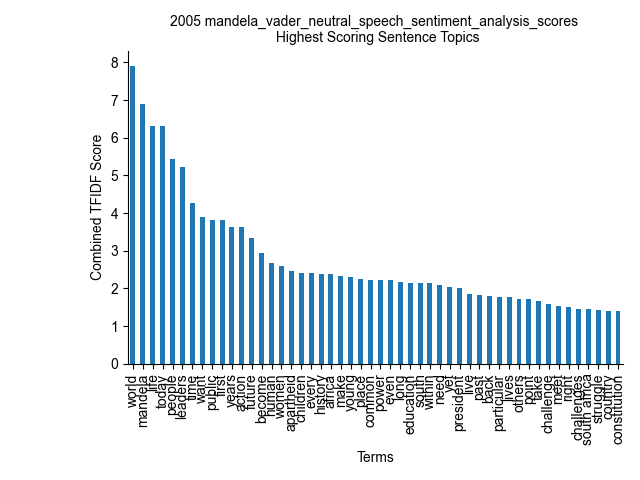 2005 mandela_vader_neutral_speech_sentiment_analysis_scores
Highest Scoring Sentence Topics
Combined TFIDF Score
8
7
6
5
4
3
2
1
0
world
mandela
life
today
people
leaders
time
want
public
first
years
action
future
become
human
women
apartheid
children
every
history
africa
make
young
place
common
power
even
long
education
south
within
need
yet
president
live
past
back
particular
lives
others
point
take
challenge
meet
right
challenges
south africa
struggle
country
constitution
Terms